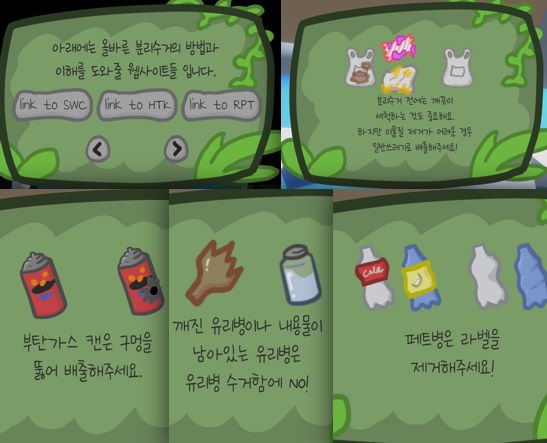 아래에는 올바른 분리수거의 방법과
이해를 도와줄 웹사이트들 입니다.
link to SWC
link to HTK
link to RPT
분리수거 전에는 깨끗이
세척하는 것도 중요해요.
하지만 이물질 제거가 어려운 경우
일반쓰레기로 배출해주세요!
부탄가스 캔은 구멍을
뚫어 배출해주세요.
깨진 유리병이나 내용물이
남아있는 유리병은
유리병 수거함에 NO!
Cola
페트병은 라벨을
제거해주세요!